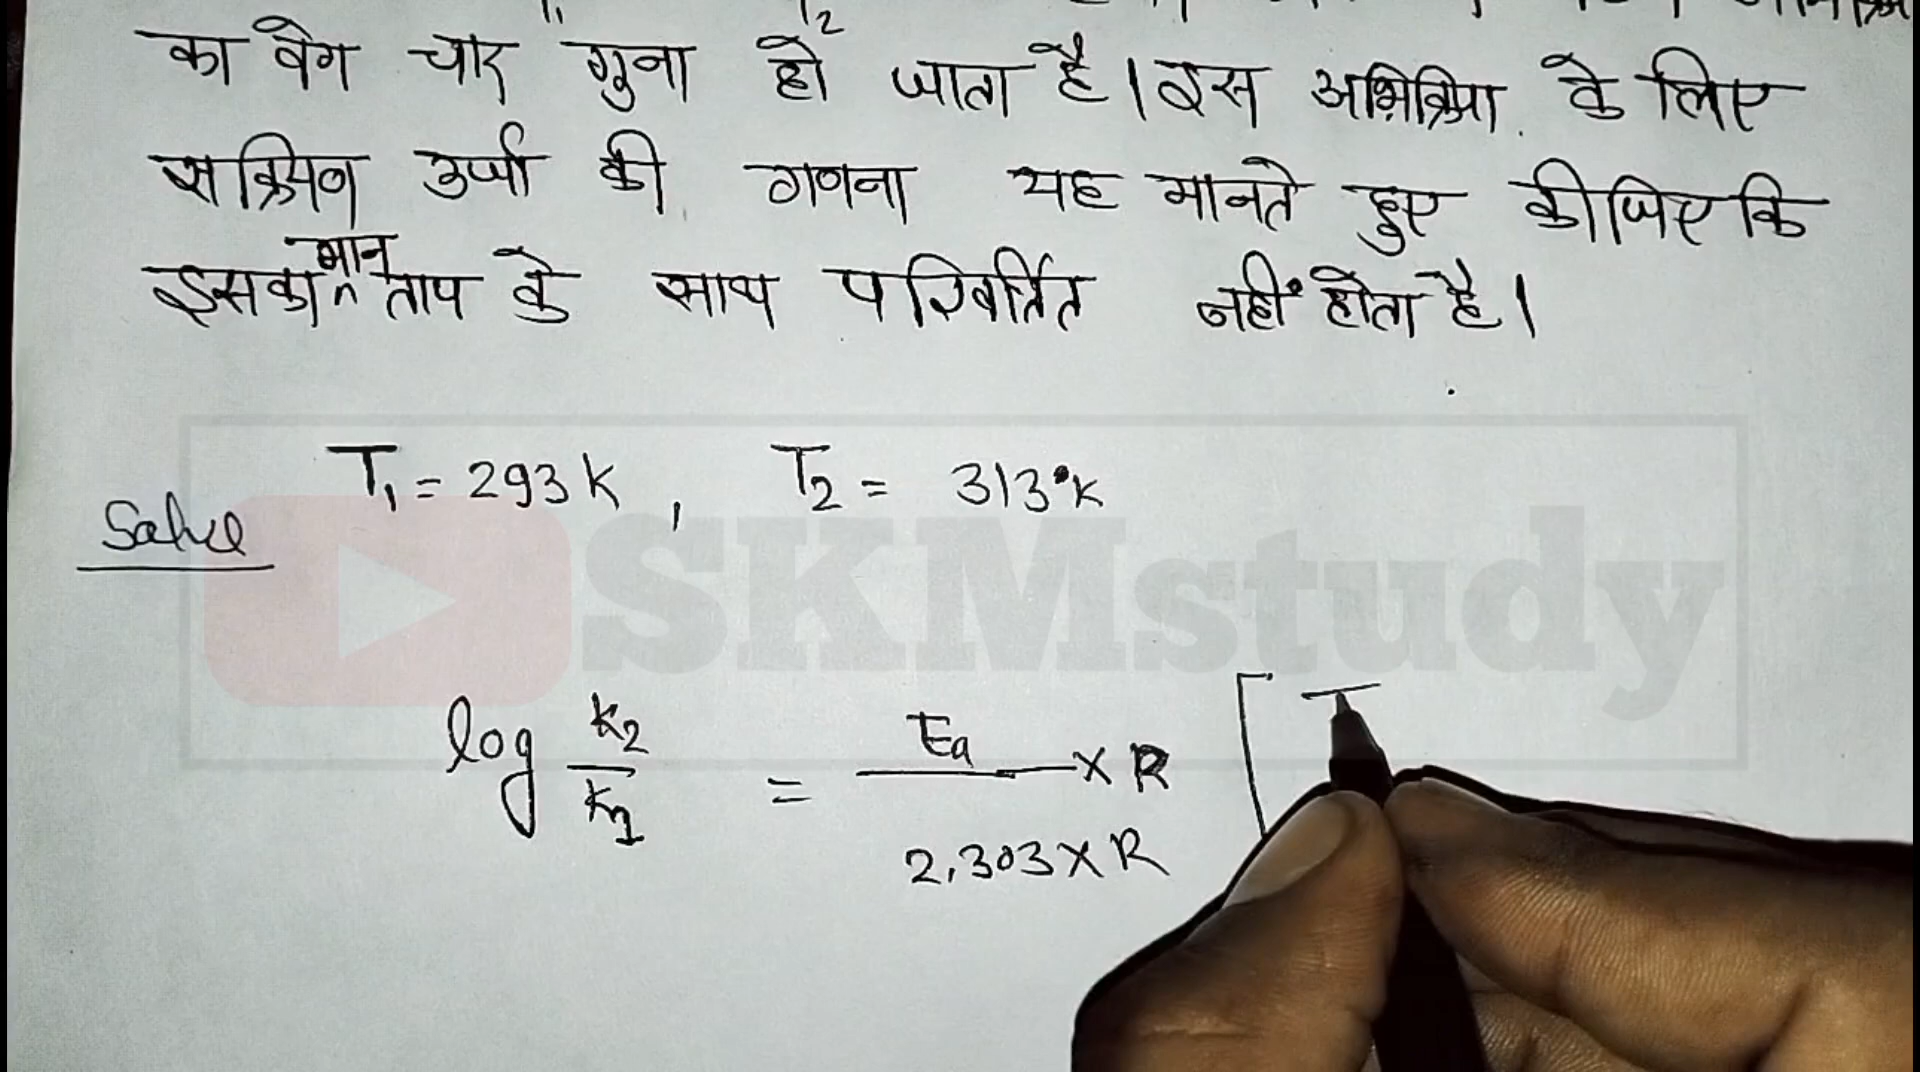 का वेग चार गुना हो जाता है। इस अभिक्रिया के लिए
सक्रियण उर्जा की गणना यह मानते हुए कीजिए कि
इसका मान ताप के साथ परिवर्तित नहीं होता है।
T₁ = 293 K , T₂ = 313°K
Solve
SKMstudy
log K₂/K₁ = Ea/2.303×R × R [ T